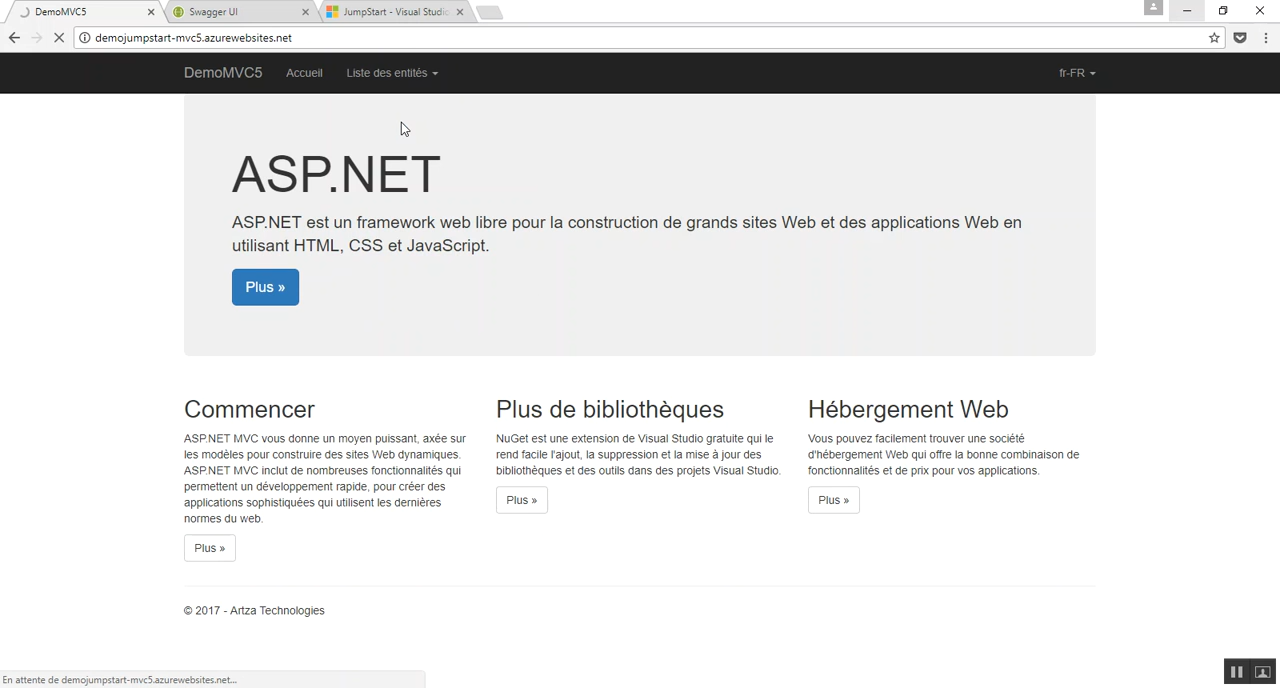 DemoMVC5
Swagger UI
JumpStart - Visual Studio
demojumpstart-mvc5.azurewebsites.net
DemoMVC5 Accueil Liste des entités fr-FR
ASP.NET
ASP.NET est un framework web libre pour la construction de grands sites Web et des applications Web en
utilisant HTML, CSS et JavaScript.
Plus »
Commencer
ASP.NET MVC vous donne un moyen puissant, axée sur
les modèles pour construire des sites Web dynamiques.
ASP.NET MVC inclut de nombreuses fonctionnalités qui
permettent un développement rapide, pour créer des
applications sophistiquées qui utilisent les dernières
normes du web.
Plus »
Plus de bibliothèques
NuGet est une extension de Visual Studio gratuite qui le
rend facile l'ajout, la suppression et la mise à jour des
bibliothèques et des outils dans des projets Visual Studio.
Plus »
Hébergement Web
Vous pouvez facilement trouver une société
d'hébergement Web qui offre la bonne combinaison de
fonctionnalités et de prix pour vos applications.
Plus »
© 2017 - Artza Technologies
En attente de demojumpstart-mvc5.azurewebsites.net...